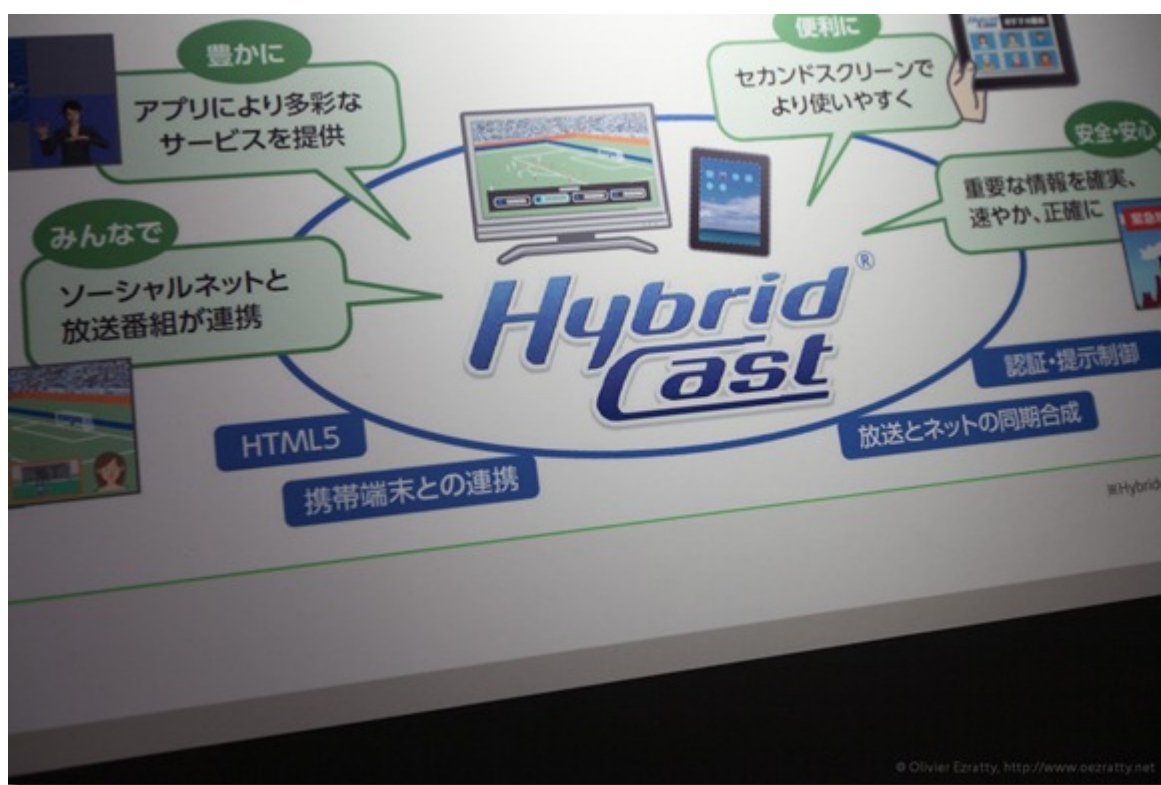 豊かに
アプリにより多彩な
サービスを提供
便利に
セカンドスクリーンで
より使いやすく
安全・安心
重要な情報を確実、
速やか、正確に
緊急地
みんなで
ソーシャルネットと
放送番組が連携
Hybrid
Cast
®
認証・提示制御
放送とネットの同期合成
HTML5
携帯端末との連携
※Hybrid
© Olivier Ezratty, http://www.oezratty.net